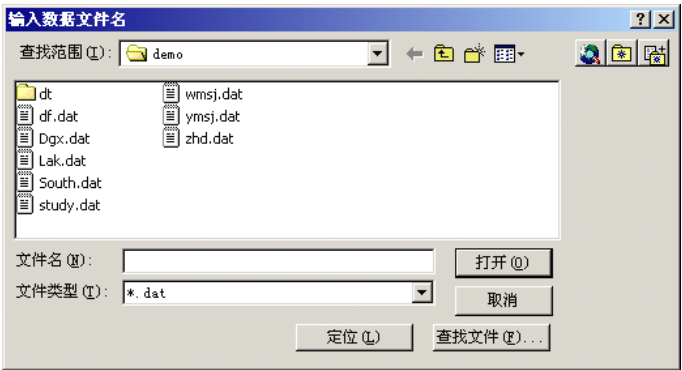 输入数据文件名
查找范围(I): demo
dt wmsj.dat
df.dat ymsj.dat
Dgx.dat zhd.dat
Lak.dat
South.dat
study.dat
文件名(N): 打开(O)
文件类型(T): *.dat 取消
定位(L) 查找文件(F)...